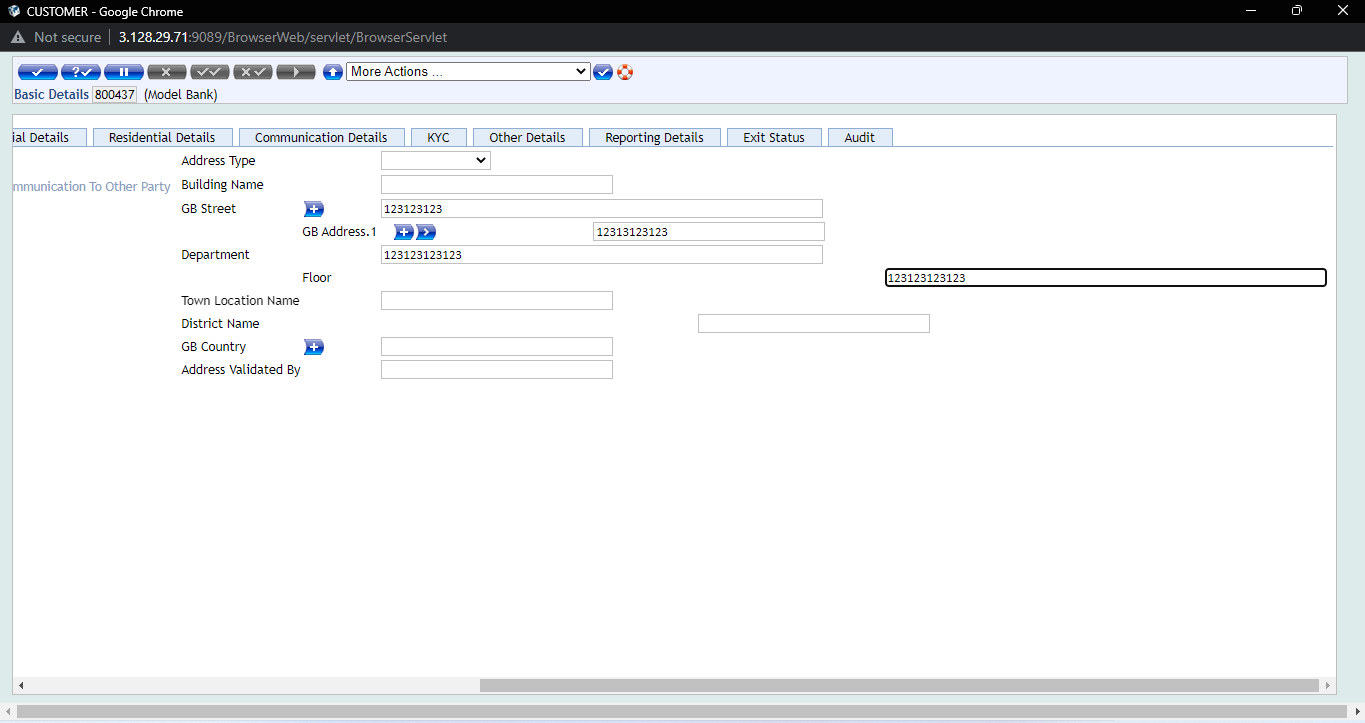 CUSTOMER - Google Chrome
Not secure 3.128.29.71:9089/BrowserWeb/servlet/BrowserServlet
More Actions ...
Basic Details 800437 (Model Bank)
ial Details Residential Details Communication Details KYC Other Details Reporting Details Exit Status Audit
Address Type
mmunication To Other Party Building Name
GB Street 123123123
GB Address.1 12313123123
Department 123123123123
Floor 123123123123
Town Location Name
District Name
GB Country
Address Validated By